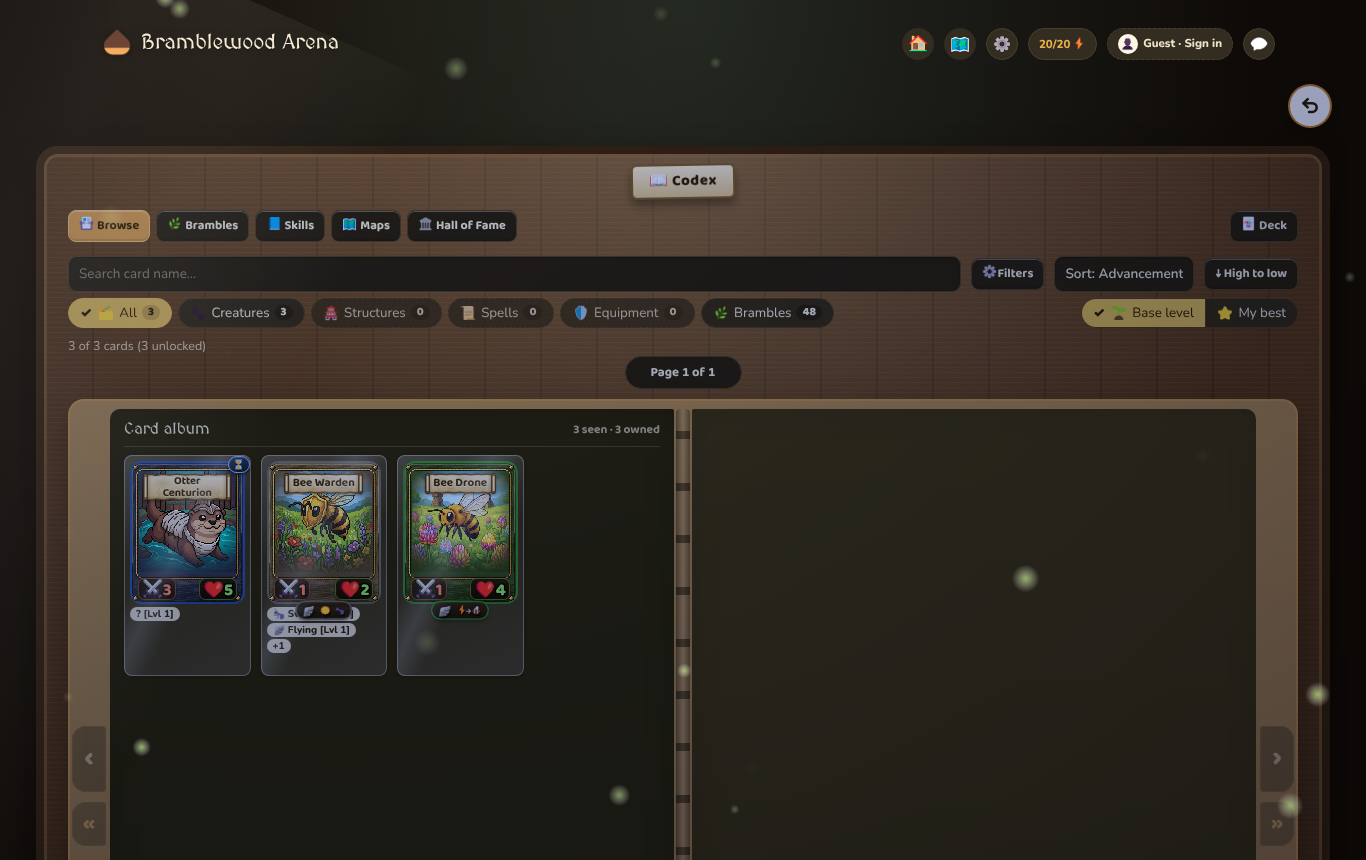 Bramblewood Arena
20/20
Guest · Sign in
Codex
Browse
Brambles
Skills
Maps
Hall of Fame
Deck
Search card name...
Filters
Sort: Advancement
High to low
All 3
Creatures 3
Structures 0
Spells 0
Equipment 0
Brambles 48
Base level
My best
3 of 3 cards (3 unlocked)
Page 1 of 1
Card album
3 seen · 3 owned
Otter
Centurion
3
5
? [Lvl 1]
Bee Warden
1
2
Flying [Lvl 1]
+1
Bee Drone
1
4